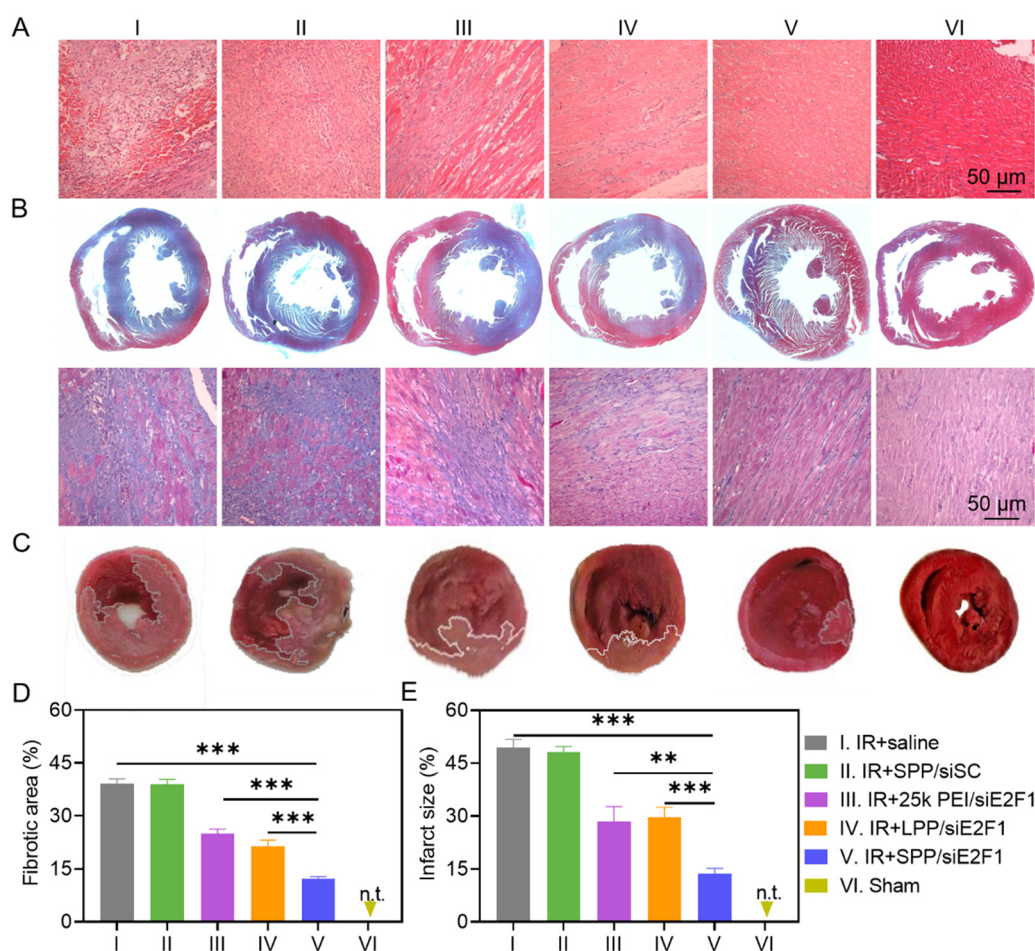 A
I II III IV V VI
50 μm
B
50 μm
C
D
E
Fibrotic area (%)
60
45
30
15
0
***
***
***
n.t.
I II III IV V VI
Infarct size (%)
60
45
30
15
0
***
**
***
n.t.
I II III IV V VI
I. IR+saline
II. IR+SPP/siSC
III. IR+25k PEI/siE2F1
IV. IR+LPP/siE2F1
V. IR+SPP/siE2F1
VI. Sham